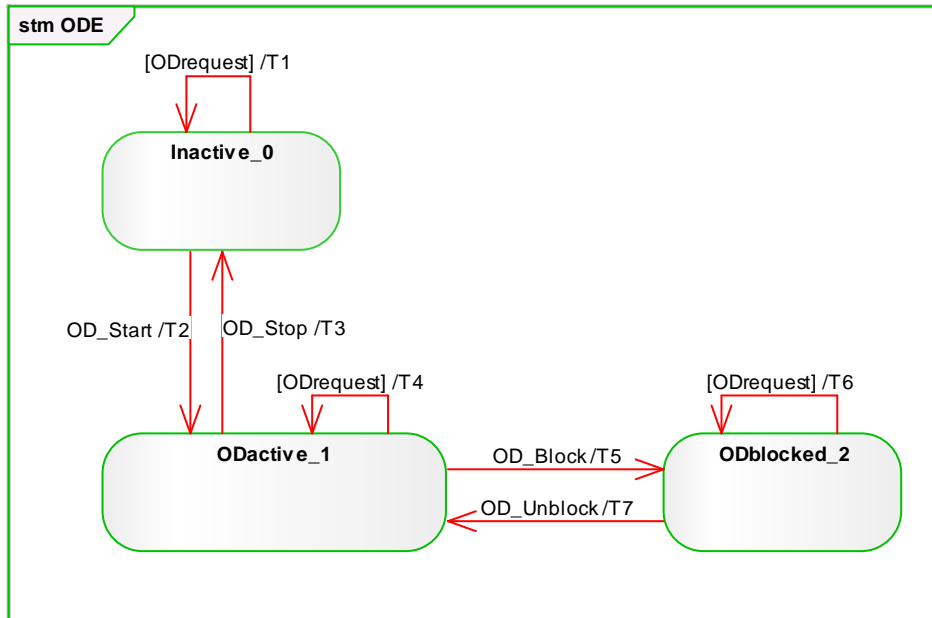 stm ODE
[ODrequest] /T1
Inactive_0
OD_Start /T2
OD_Stop /T3
[ODrequest] /T4
[ODrequest] /T6
ODactive_1
ODblocked_2
OD_Block/T5
OD_Unblock/T7